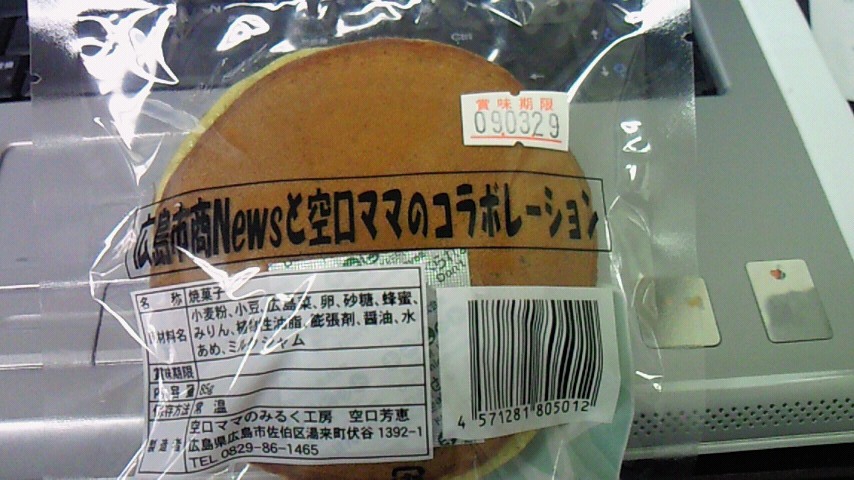 賞味期限
09.03.29
広島市商Newsと空口ママのコラボレーション
名 称 焼菓子
原材料名 小麦粉、小豆、広島菜、卵、砂糖、蜂蜜、
みりん、易化性油脂、膨張剤、醤油、水
あめ、ミルクジャム
賞味期限
内容量 85g
保存方法 常 温
製造者 空口ママのみるく工房 空口芳恵
広島県広島市佐伯区湯来町伏谷 1392-1
TEL 0829-86-1465
4 571281 805012